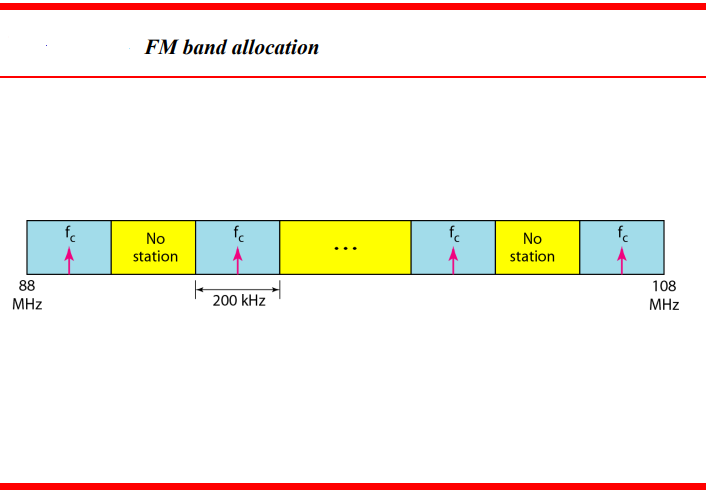 FM band allocation
fc
No
station
fc
...
fc
No
station
fc
88
MHz
200 kHz
108
MHz